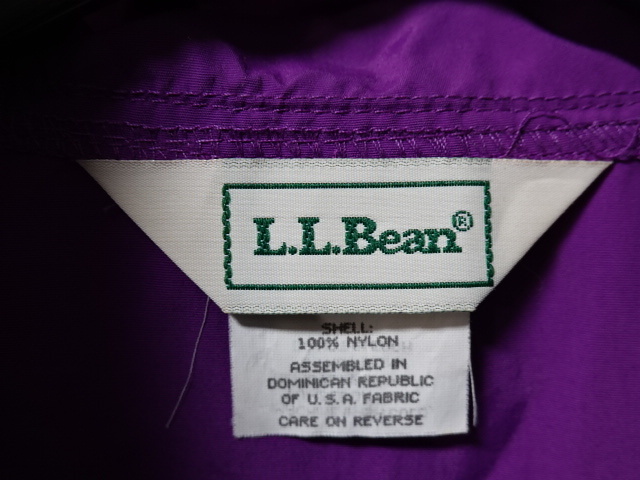 L.L.Bean®
SHELL:
100% NYLON
ASSEMBLED IN
DOMINICAN REPUBLIC
OF U.S.A. FABRIC
CARE ON REVERSE